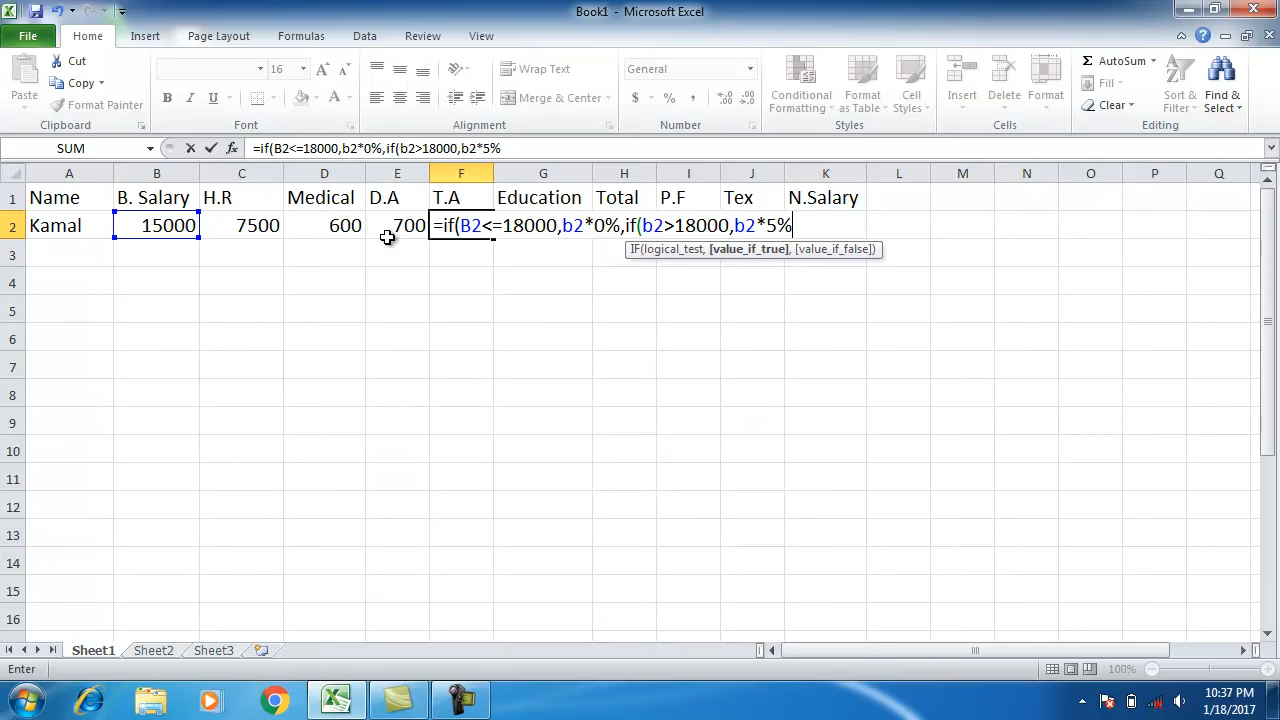 Book1 - Microsoft Excel
File Home Insert Page Layout Formulas Data Review View
Paste
Cut
Copy
Format Painter
Clipboard
16
A A
B I U
A
Font
Wrap Text
Merge & Center
Alignment
General
$ % ,
Number
Conditional Formatting
Format as Table
Cell Styles
Styles
Insert
Delete
Format
Cells
AutoSum
Fill
Clear
Sort & Filter
Find & Select
Editing
SUM
fx
=if(B2<=18000,b2*0%,if(b2>18000,b2*5%
A B C D E F G H I J K L M N O P Q
1 Name B. Salary H.R Medical D.A T.A Education Total P.F Tex N.Salary
2 Kamal 15000 7500 600 700 =if(B2<=18000,b2*0%,if(b2>18000,b2*5%
IF(logical_test, [value_if_true], [value_if_false])
3
4
5
6
7
8
9
10
11
12
13
14
15
16
Sheet1 Sheet2 Sheet3
Enter
100%
10:37 PM
1/18/2017